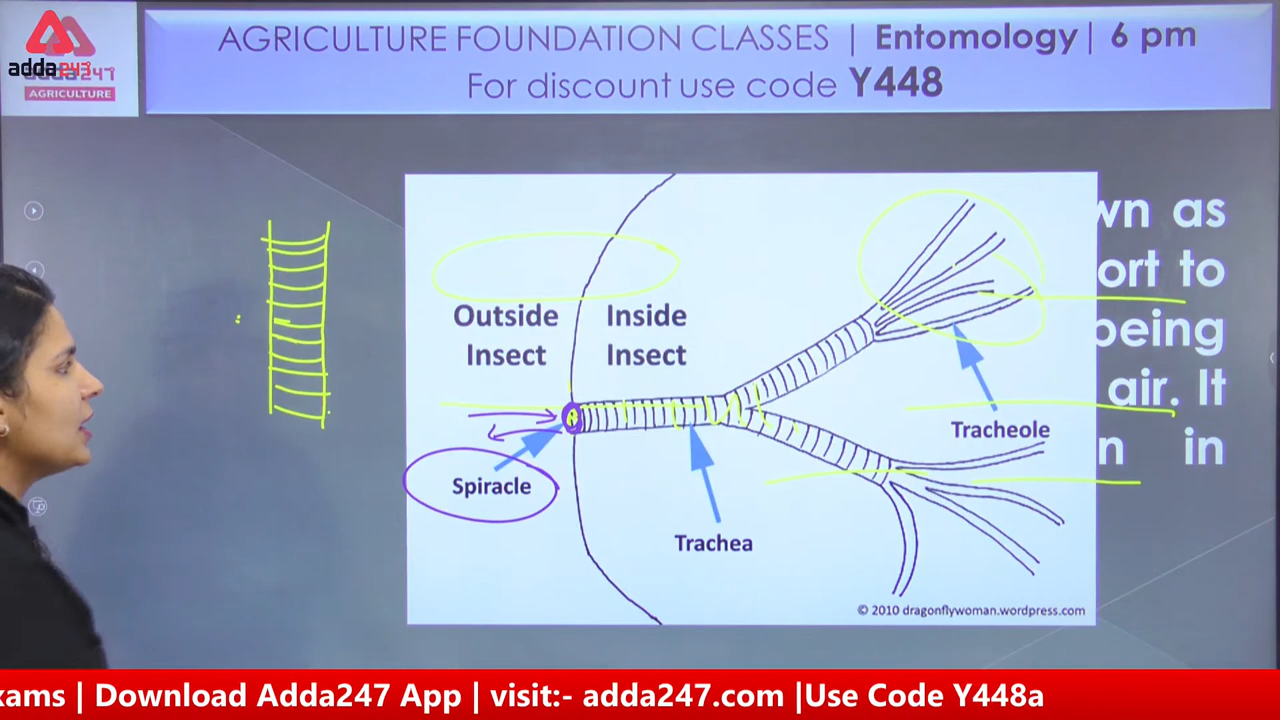 AGRICULTURE FOUNDATION CLASSES | Entomology| 6 pm
For discount use code Y448
adda247
adda247
AGRICULTURE
wn as
ort to
being
air. It
n in
Outside
Insect
Inside
Insect
Spiracle
Trachea
Tracheole
© 2010 dragonflywoman.wordpress.com
xams | Download Adda247 App | visit:- adda247.com |Use Code Y448a